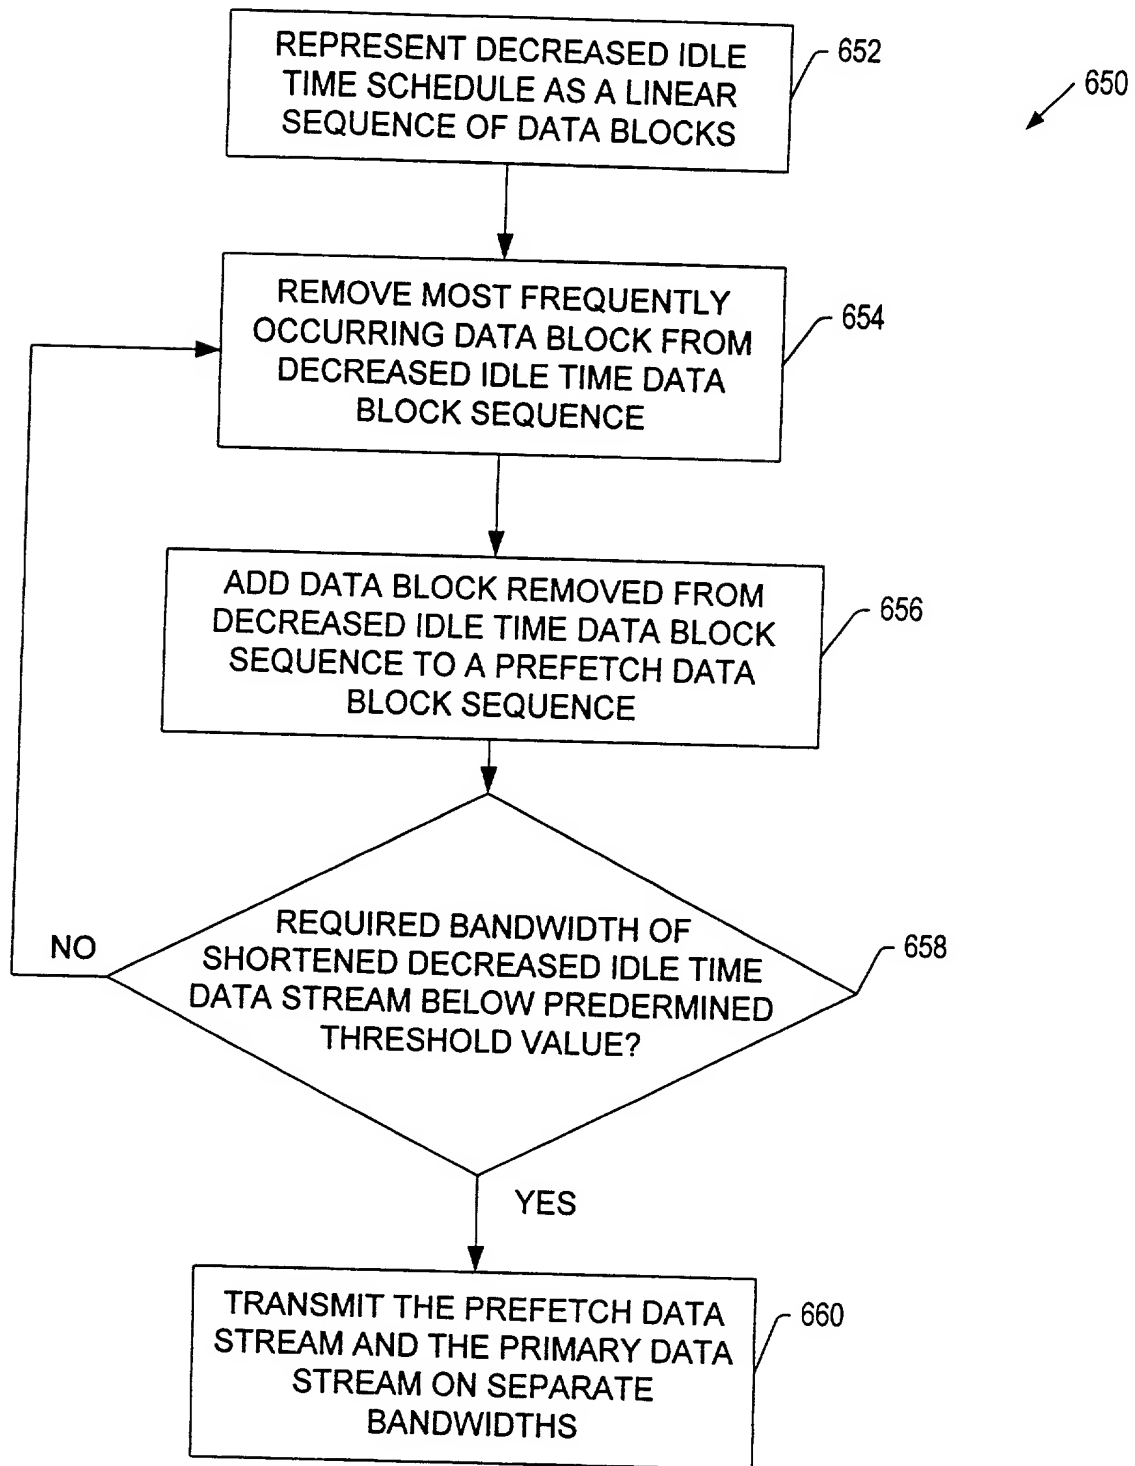 REPRESENT DECREASED IDLE
TIME SCHEDULE AS A LINEAR
SEQUENCE OF DATA BLOCKS
652
650
REMOVE MOST FREQUENTLY
OCCURRING DATA BLOCK FROM
DECREASED IDLE TIME DATA
BLOCK SEQUENCE
654
ADD DATA BLOCK REMOVED FROM
DECREASED IDLE TIME DATA BLOCK
SEQUENCE TO A PREFETCH DATA
BLOCK SEQUENCE
656
REQUIRED BANDWIDTH OF
SHORTENED DECREASED IDLE TIME
DATA STREAM BELOW PREDERMINED
THRESHOLD VALUE?
658
NO
YES
TRANSMIT THE PREFETCH DATA
STREAM AND THE PRIMARY DATA
STREAM ON SEPARATE
BANDWIDTHS
660